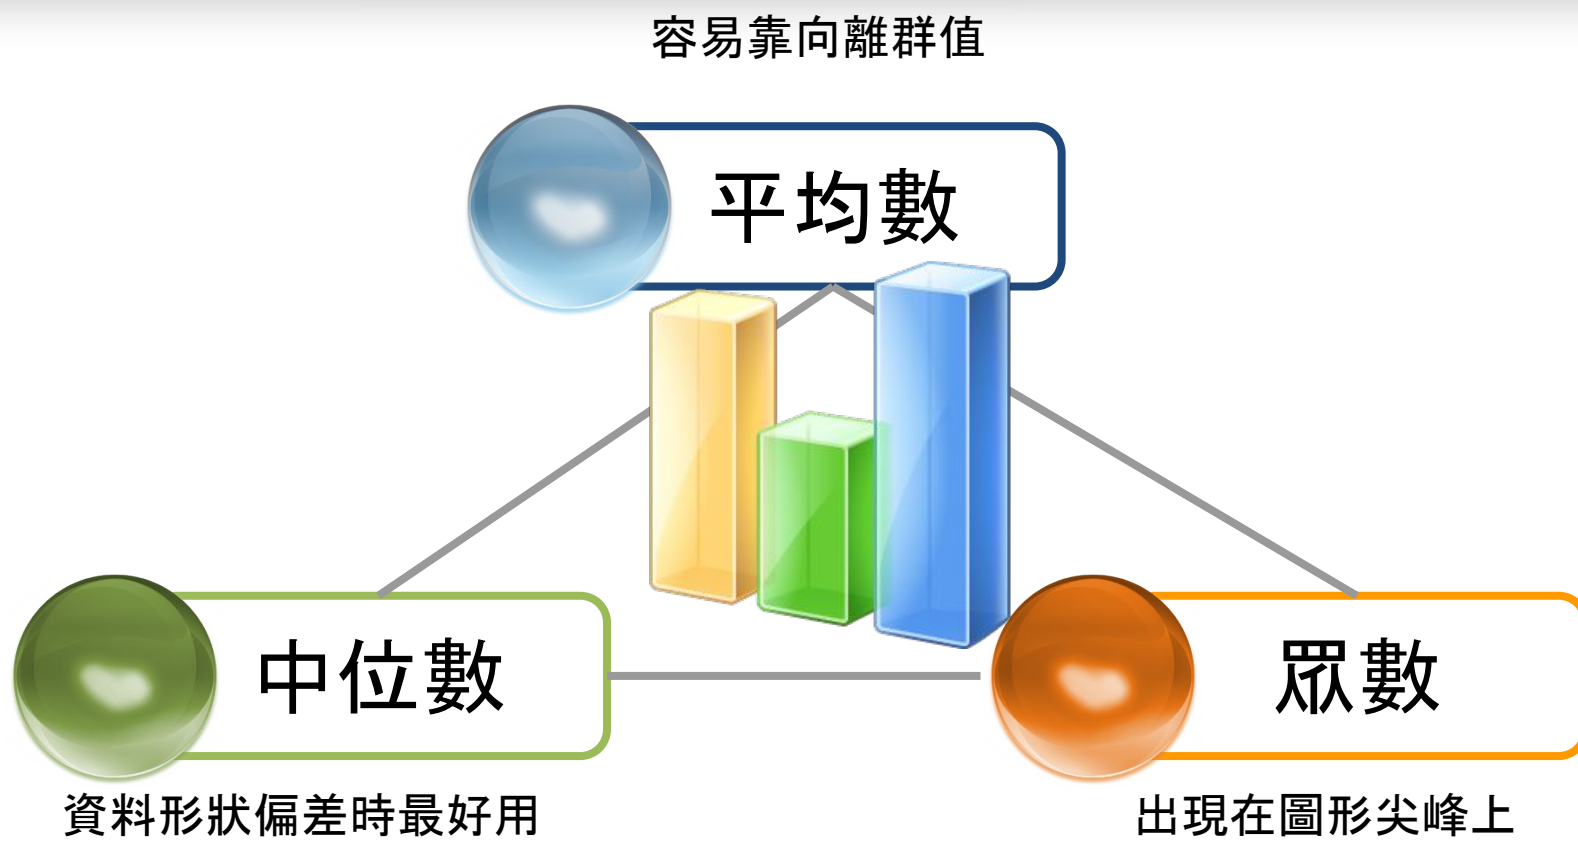 容易靠向離群值
平均數
中位數
眾數
資料形狀偏差時最好用
出現在圖形尖峰上